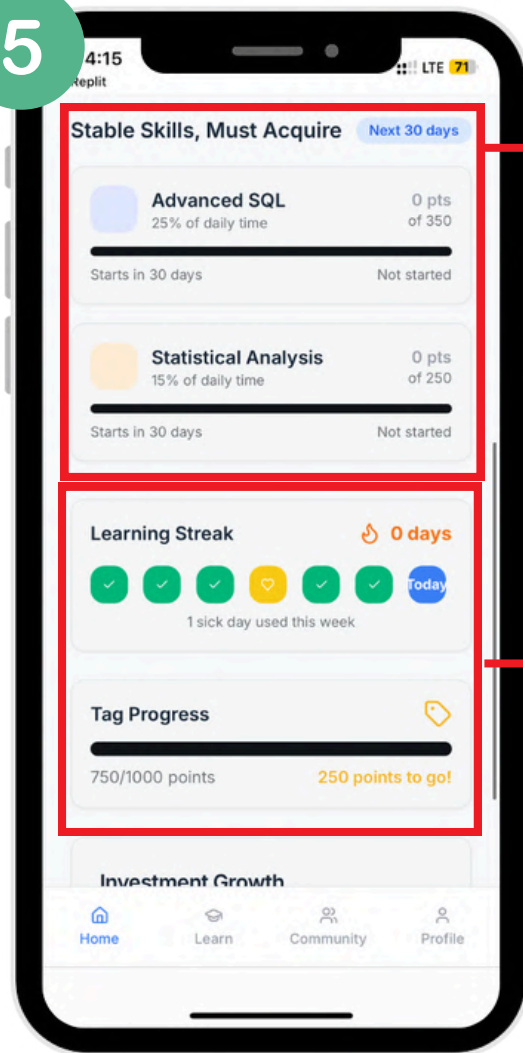 5
4:15
LTE 71
Replit
Stable Skills, Must Acquire Next 30 days
Advanced SQL 0 pts
25% of daily time of 350
Starts in 30 days Not started
Statistical Analysis 0 pts
15% of daily time of 250
Starts in 30 days Not started
Learning Streak 0 days
Today
1 sick day used this week
Tag Progress
750/1000 points 250 points to go!
Investment Growth
Home Learn Community Profile